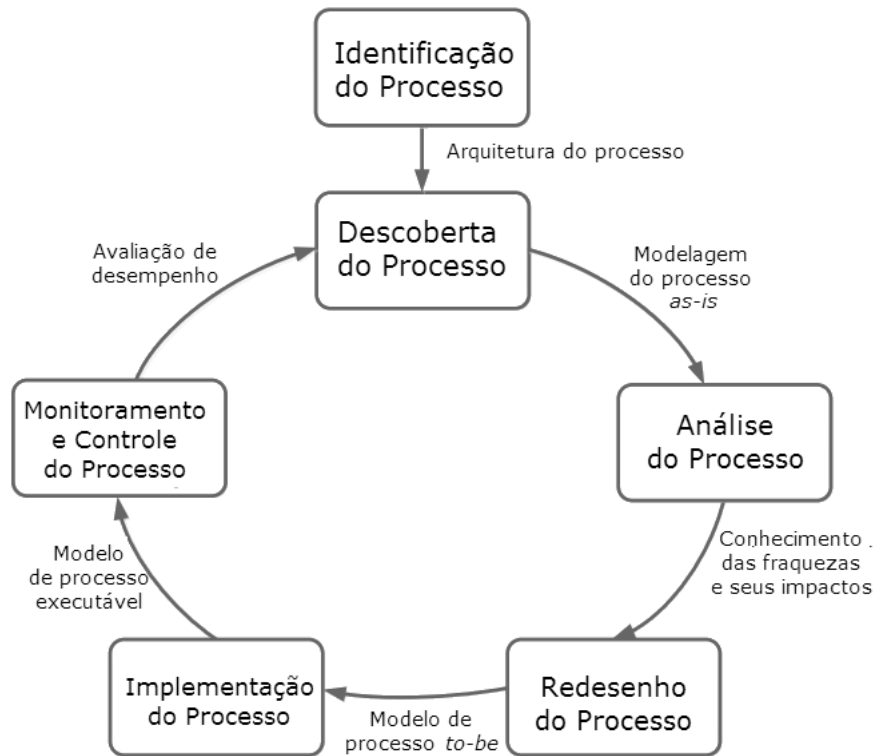 Identificação
do Processo
Arquitetura do processo
Descoberta
do Processo
Avaliação de
desempenho
Modelagem
do processo
as-is
Monitoramento
e Controle
do Processo
Análise
do Processo
Conhecimento
das fraquezas
e seus impactos
Modelo
de processo
executável
Implementação
do Processo
Modelo de
processo to-be
Redesenho
do Processo